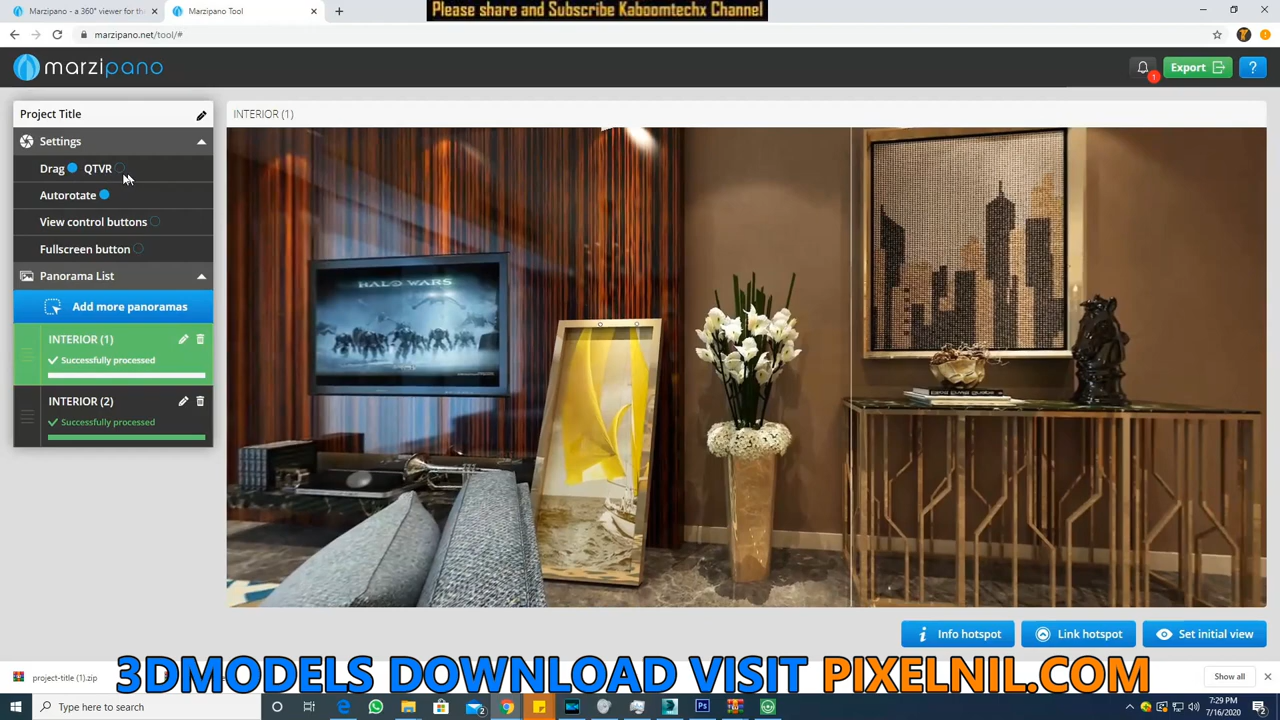 Marzipano - a 360° viewer for th
Marzipano Tool
Please share and Subscribe Kaboomtechx Channel
marzipano.net/tool/#
marzipano
1
Export
?
Project Title
INTERIOR (1)
Settings
Drag QTVR
Autorotate
View control buttons
Fullscreen button
Panorama List
Add more panoramas
INTERIOR (1)
Successfully processed
INTERIOR (2)
Successfully processed
HALO WARS
Info hotspot
Link hotspot
Set initial view
project-title (1).zip
Show all
3DMODELS DOWNLOAD VISIT PIXELNIL.COM
Type here to search
7:29 PM
7/16/2020